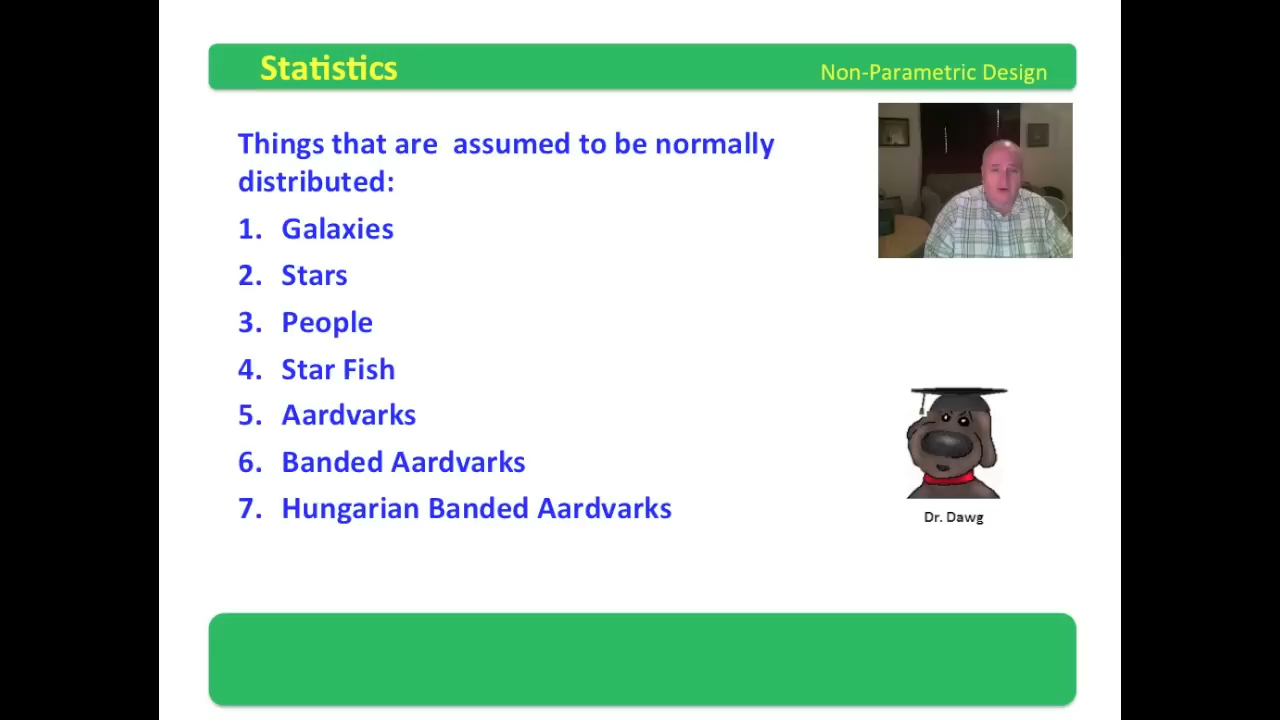 Statistics
Non-Parametric Design
Things that are assumed to be normally
distributed:
1. Galaxies
2. Stars
3. People
4. Star Fish
5. Aardvarks
6. Banded Aardvarks
7. Hungarian Banded Aardvarks
Dr. Dawg